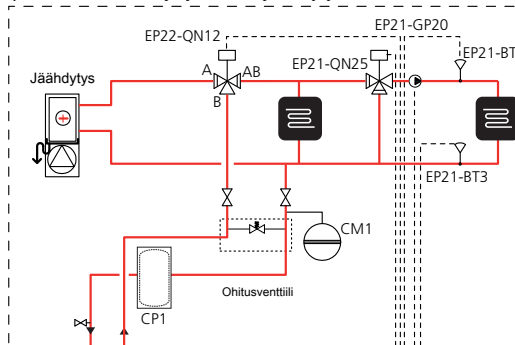 EP22-QN12
EP21-GP20
EP21-QN25
EP21-BT
Jäähdytys
A
AB
B
EP21-BT3
CM1
Ohitusventtiili
CP1